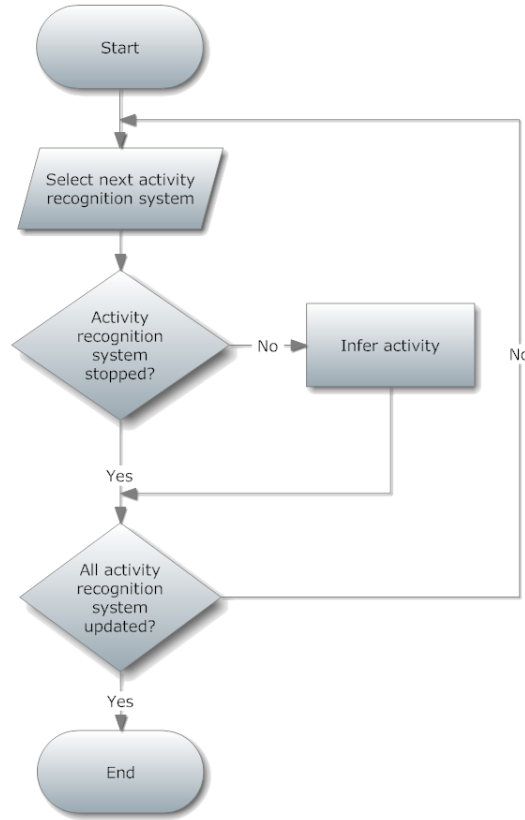 Start
Select next activity
recognition system
Activity
recognition
system
stopped?
No
Infer activity
No
Yes
All activity
recognition
system
updated?
Yes
End